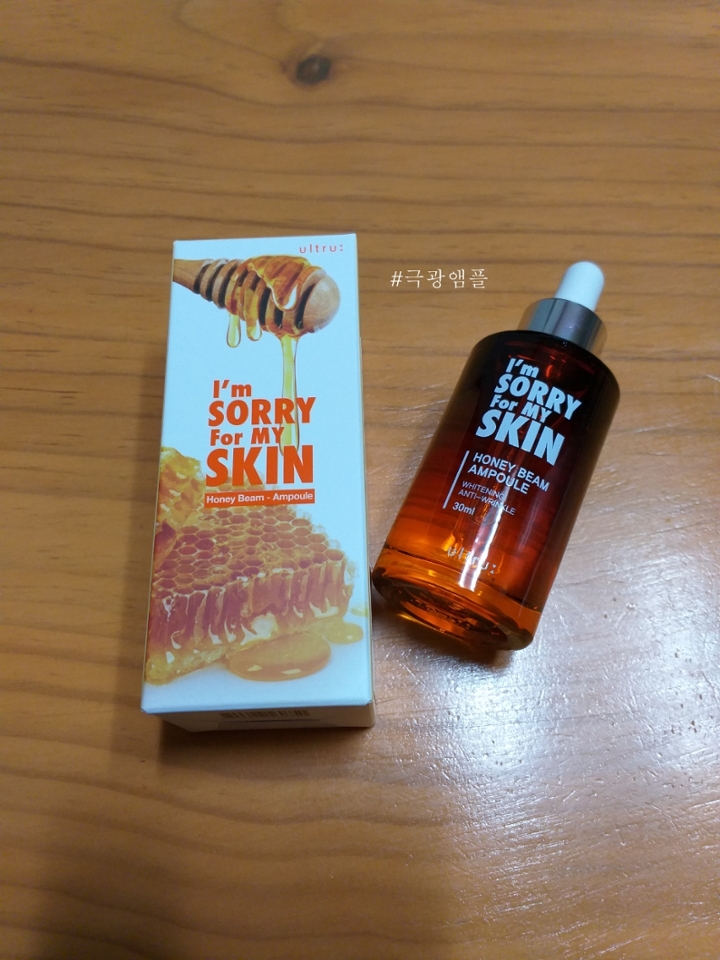 ultru:
I'm
SORRY
For MY
SKIN
Honey Beam - Ampoule
#극광앰플
I'm
SORRY
For MY
SKIN
HONEY BEAM
AMPOULE
WHITENING
ANTI-WRINKLE
30ml
ultru: